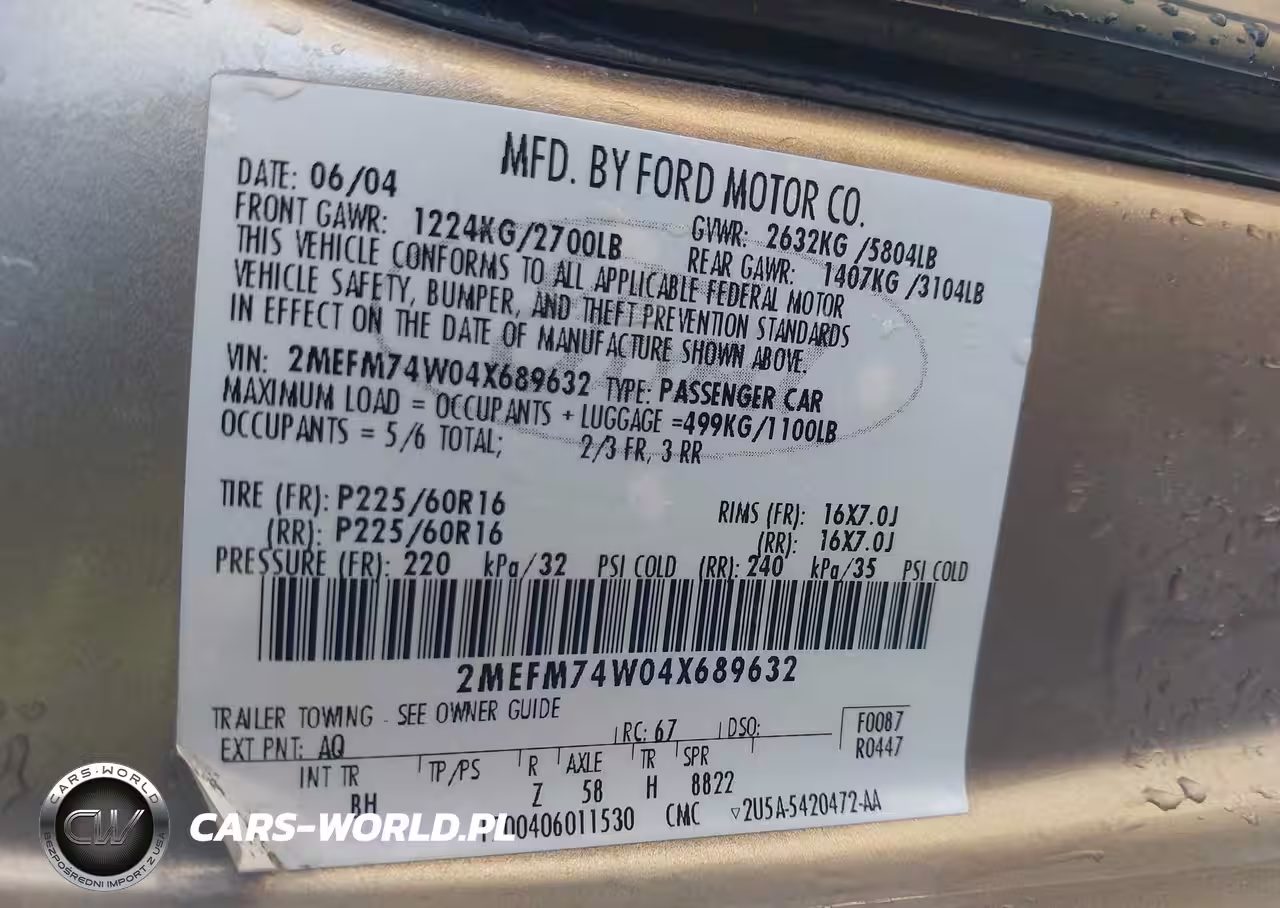 MFD. BY FORD MOTOR CO.
DATE: 06/04
GVWR: 2632KG /5804LB
FRONT GAWR: 1224KG/2700LB
REAR GAWR: 1407KG /3104LB
THIS VEHICLE CONFORMS TO ALL APPLICABLE FEDERAL MOTOR
VEHICLE SAFETY, BUMPER, AND THEFT PREVENTION STANDARDS
IN EFFECT ON THE DATE OF MANUFACTURE SHOWN ABOVE.
VIN: 2MEFM74W04X689632 TYPE: PASSENGER CAR
MAXIMUM LOAD = OCCUPANTS + LUGGAGE =499KG/1100LB
OCCUPANTS = 5/6 TOTAL; 2/3 FR, 3 RR
TIRE (FR): P225/60R16 RIMS (FR): 16X7.0J
(RR): P225/60R16 (RR): 16X7.0J
PRESSURE (FR): 220 kPa/32 PSI COLD (RR): 240 kPa/35 PSI COLD
2MEFM74W04X689632
TRAILER TOWING - SEE OWNER GUIDE
EXT PNT: AQ RC: 67 DSO: F0087
R0447
INT TR TP/PS R AXLE TR SPR
BH Z 58 H 8822
00406011530 CMC ▽2U5A-5420472-AA
CARS-WORLD.PL
CARS-WORLD
CW
BEZPOŚREDNI IMPORT Z USA